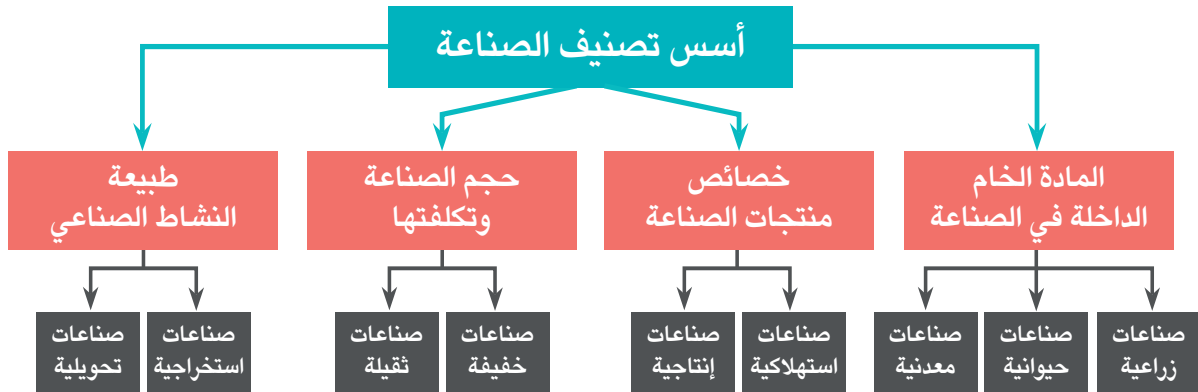 أسس تصنيف الصناعة
المادة الخام
الداخلة في الصناعة
خصائص
منتجات الصناعة
حجم الصناعة
وتكلفتها
طبيعة
النشاط الصناعي
صناعات
زراعية
صناعات
حيوانية
صناعات
معدنية
صناعات
استهلاكية
صناعات
إنتاجية
صناعات
خفيفة
صناعات
ثقيلة
صناعات
استخراجية
صناعات
تحويلية